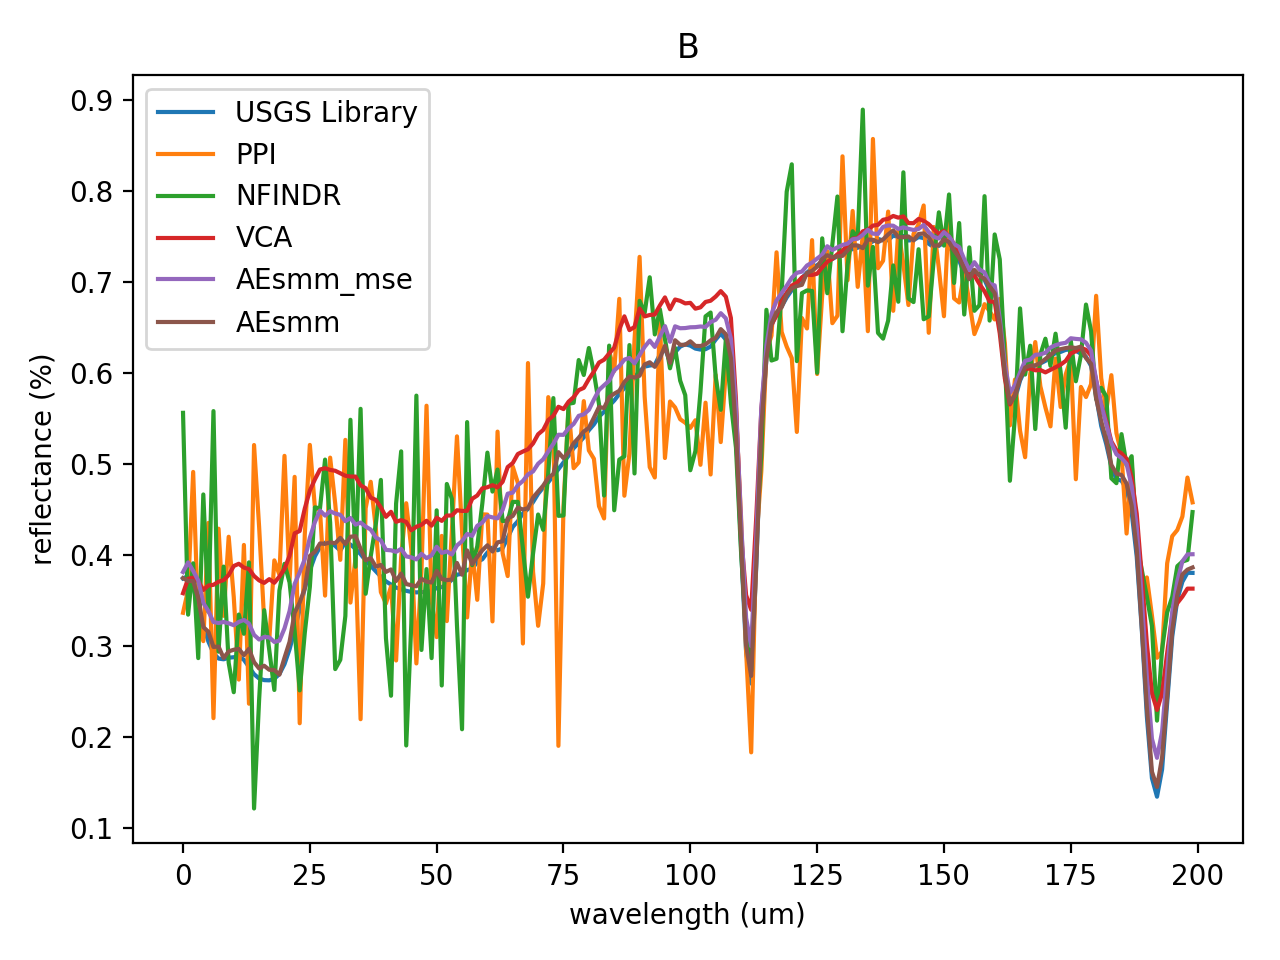 B
0.9
0.8
0.7
0.6
0.5
0.4
0.3
0.2
0.1
reflectance (%)
USGS Library
PPI
NFINDR
VCA
AEsmm_mse
AEsmm
0 25 50 75 100 125 150 175 200
wavelength (um)